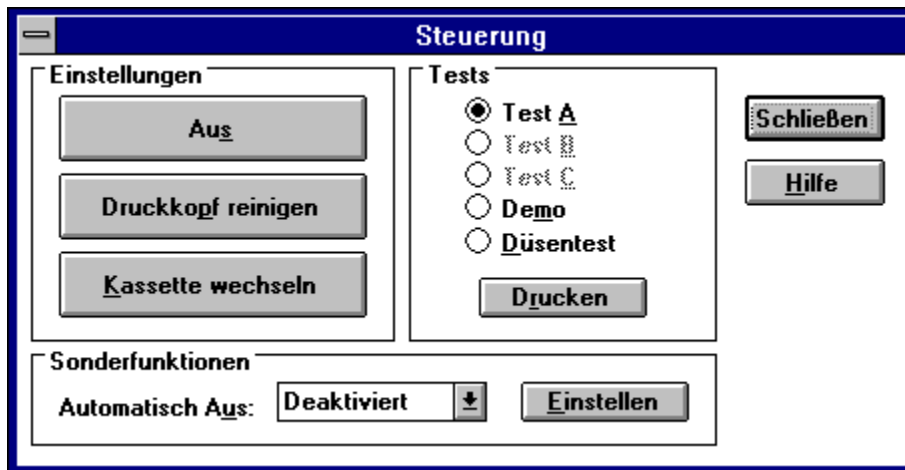 Steuerung
Einstellungen
Aus
Druckkopf reinigen
Kassette wechseln
Tests
Test A
Test B
Test C
Demo
Düsentest
Drucken
Schließen
Hilfe
Sonderfunktionen
Automatisch Aus: Deaktiviert Einstellen